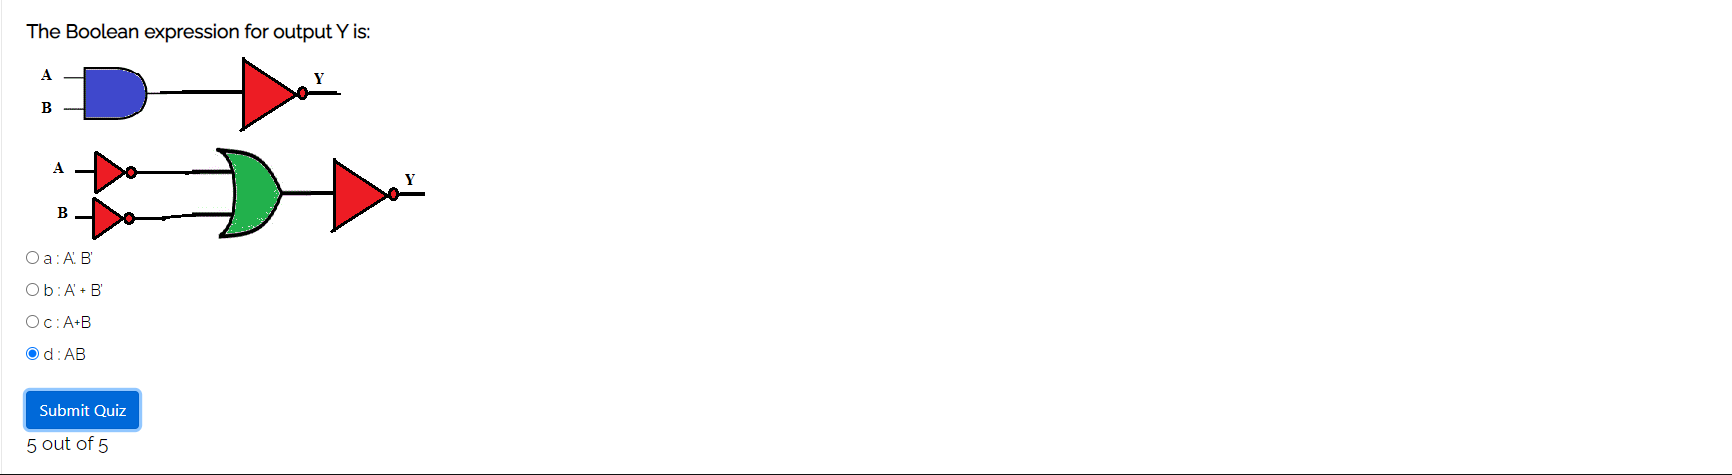 The Boolean expression for output Y is:
A
B
Y
A
B
Y
a : A'. B'
b : A' + B'
c : A+B
d : AB
Submit Quiz
5 out of 5